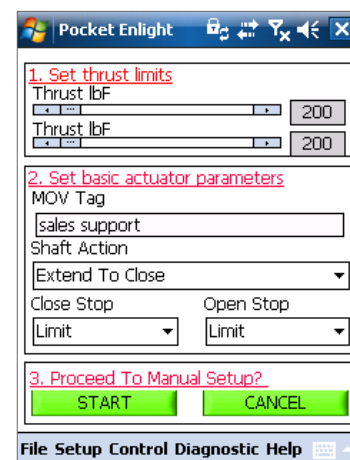 Pocket Enlight
1. Set thrust limits
Thrust lbF
200
Thrust lbF
200
2. Set basic actuator parameters
MOV Tag
sales support
Shaft Action
Extend To Close
Close Stop Open Stop
Limit Limit
3. Proceed To Manual Setup?
START CANCEL
File Setup Control Diagnostic Help